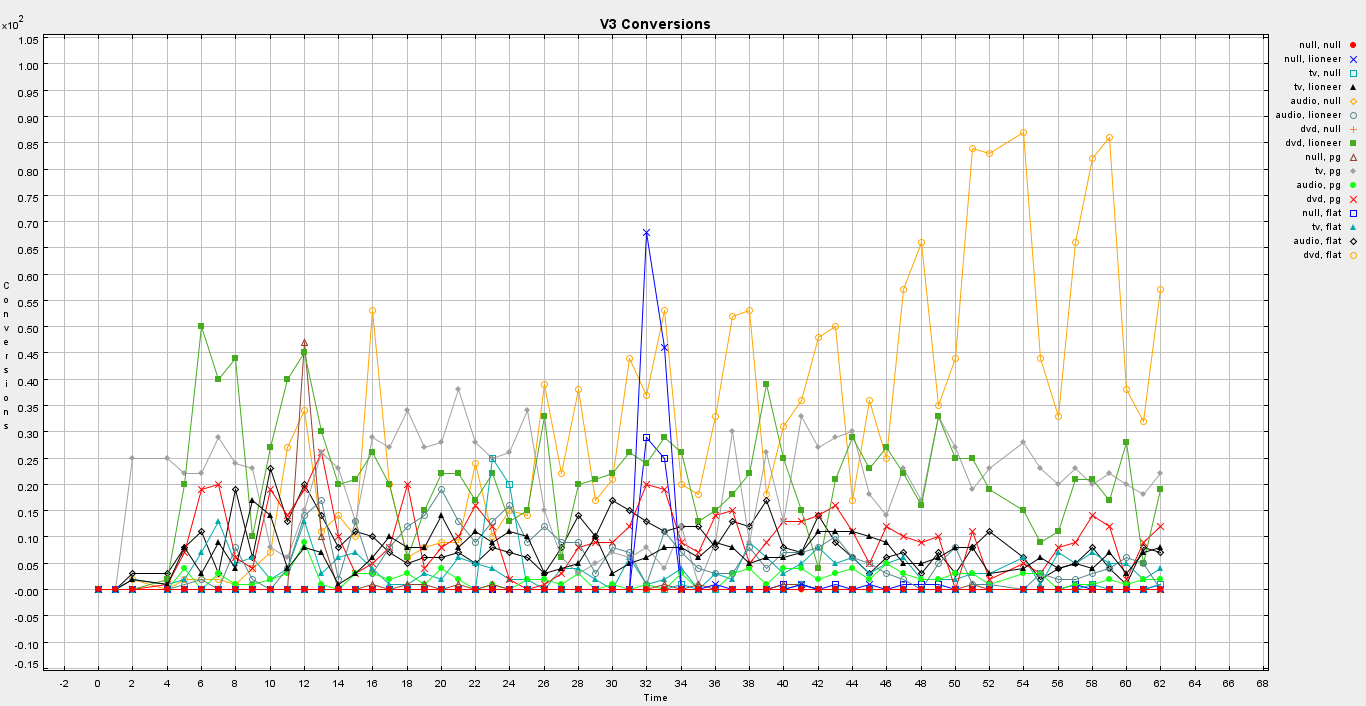 V3 Conversions
×10²
1.05
1.00
0.95
0.90
0.85
0.80
0.75
0.70
0.65
0.60
0.55
0.50
0.45
0.40
0.35
0.30
0.25
0.20
0.15
0.10
0.05
-0.00
-0.05
-0.10
-0.15
Conversions
-2 0 2 4 6 8 10 12 14 16 18 20 22 24 26 28 30 32 34 36 38 40 42 44 46 48 50 52 54 56 58 60 62 64 66 68
Time
null, null
null, lioneer
tv, null
tv, lioneer
audio, null
audio, lioneer
dvd, null
dvd, lioneer
null, pg
tv, pg
audio, pg
dvd, pg
null, flat
tv, flat
audio, flat
dvd, flat